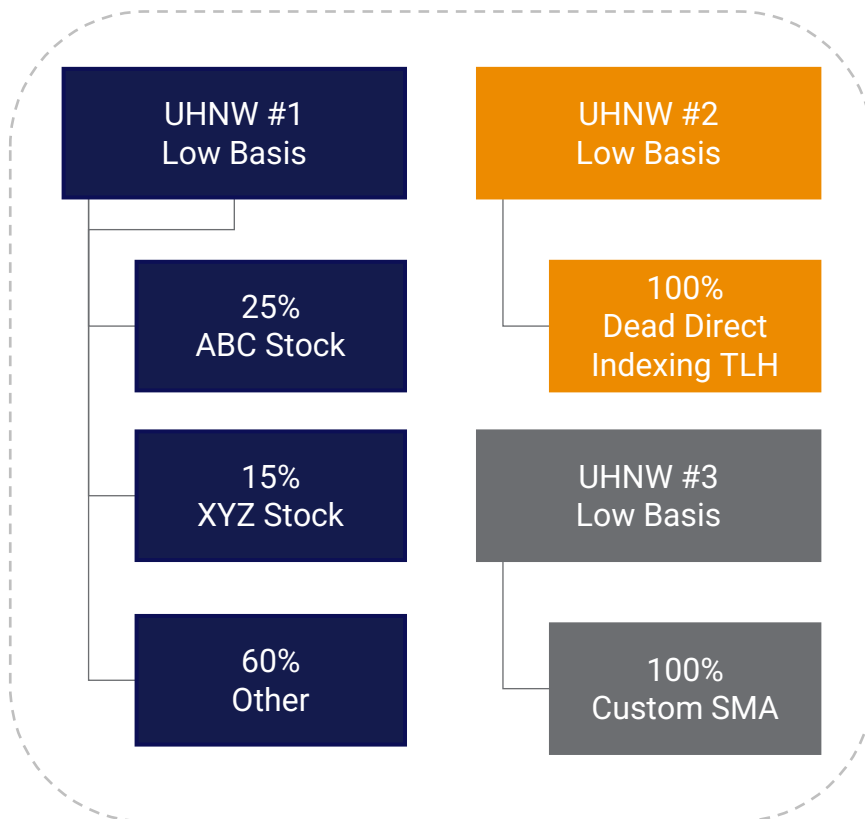 UHNW #1
Low Basis
25%
ABC Stock
15%
XYZ Stock
60%
Other
UHNW #2
Low Basis
100%
Dead Direct
Indexing TLH
UHNW #3
Low Basis
100%
Custom SMA